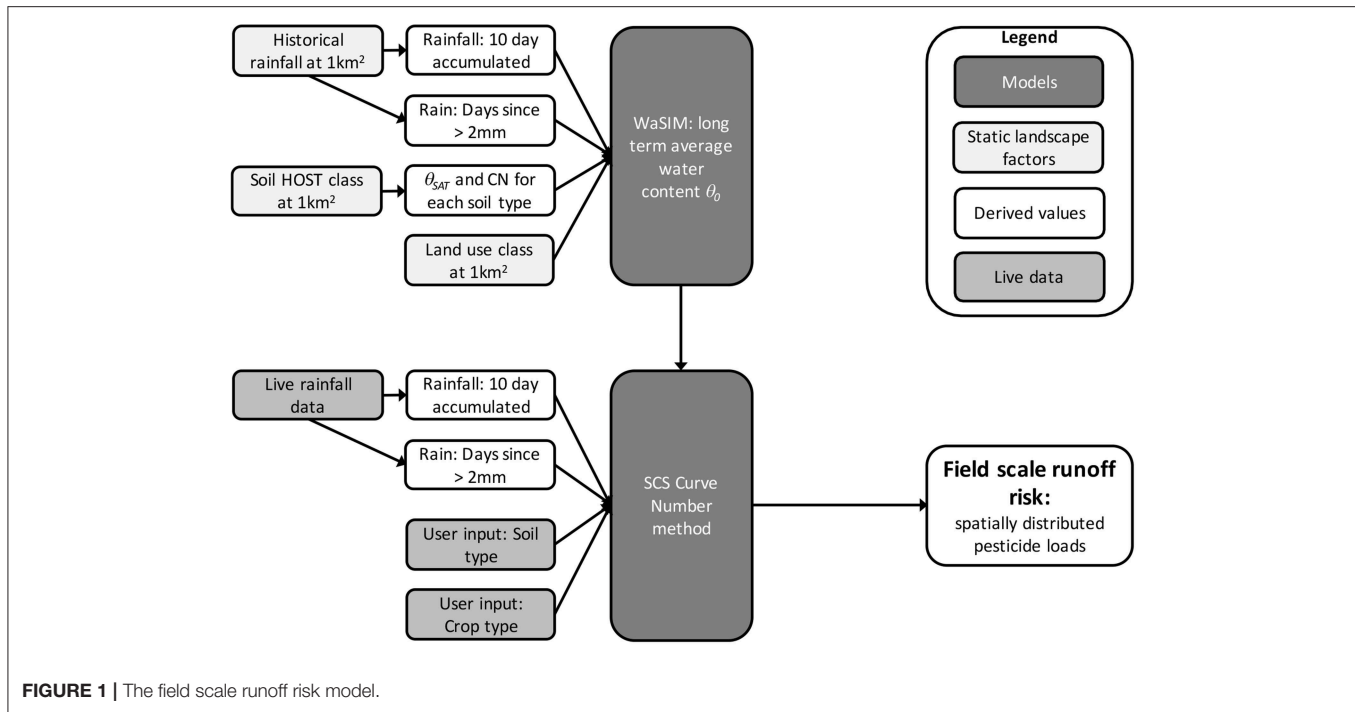 Historical
rainfall at 1km²
Rainfall: 10 day
accumulated
Rain: Days since
> 2mm
Soil HOST class
at 1km²
θSAT and CN for
each soil type
Land use class
at 1km²
WaSIM: long
term average
water
content θ0
Legend
Models
Static landscape
factors
Derived values
Live data
Live rainfall
data
Rainfall: 10 day
accumulated
Rain: Days since
> 2mm
User input: Soil
type
User input:
Crop type
SCS Curve
Number
method
Field scale runoff
risk:
spatially distributed
pesticide loads
FIGURE 1 | The field scale runoff risk model.